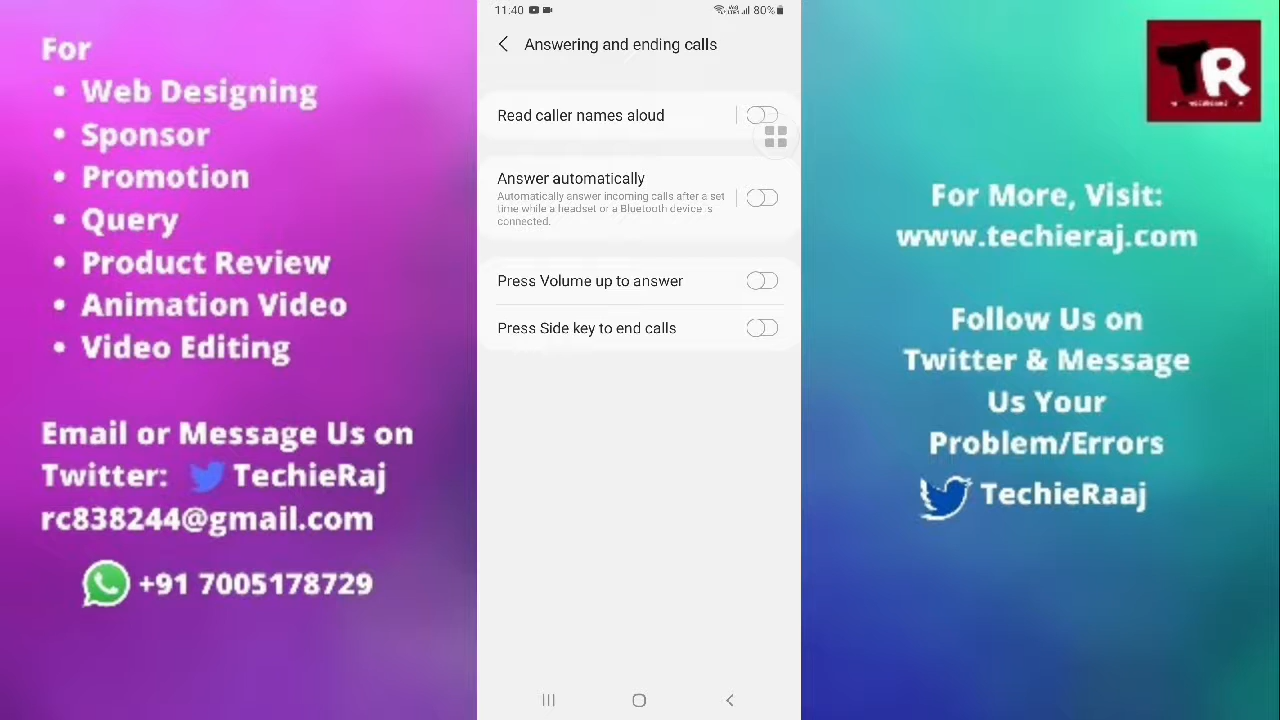 For
• Web Designing
• Sponsor
• Promotion
• Query
• Product Review
• Animation Video
• Video Editing
Email or Message Us on
Twitter: TechieRaj
rc838244@gmail.com
+91 7005178729
11:40 80%
Answering and ending calls
Read caller names aloud
Answer automatically
Automatically answer incoming calls after a set
time while a headset or a Bluetooth device is
connected.
Press Volume up to answer
Press Side key to end calls
TR
For More, Visit:
www.techieraj.com
Follow Us on
Twitter & Message
Us Your
Problem/Errors
TechieRaaj